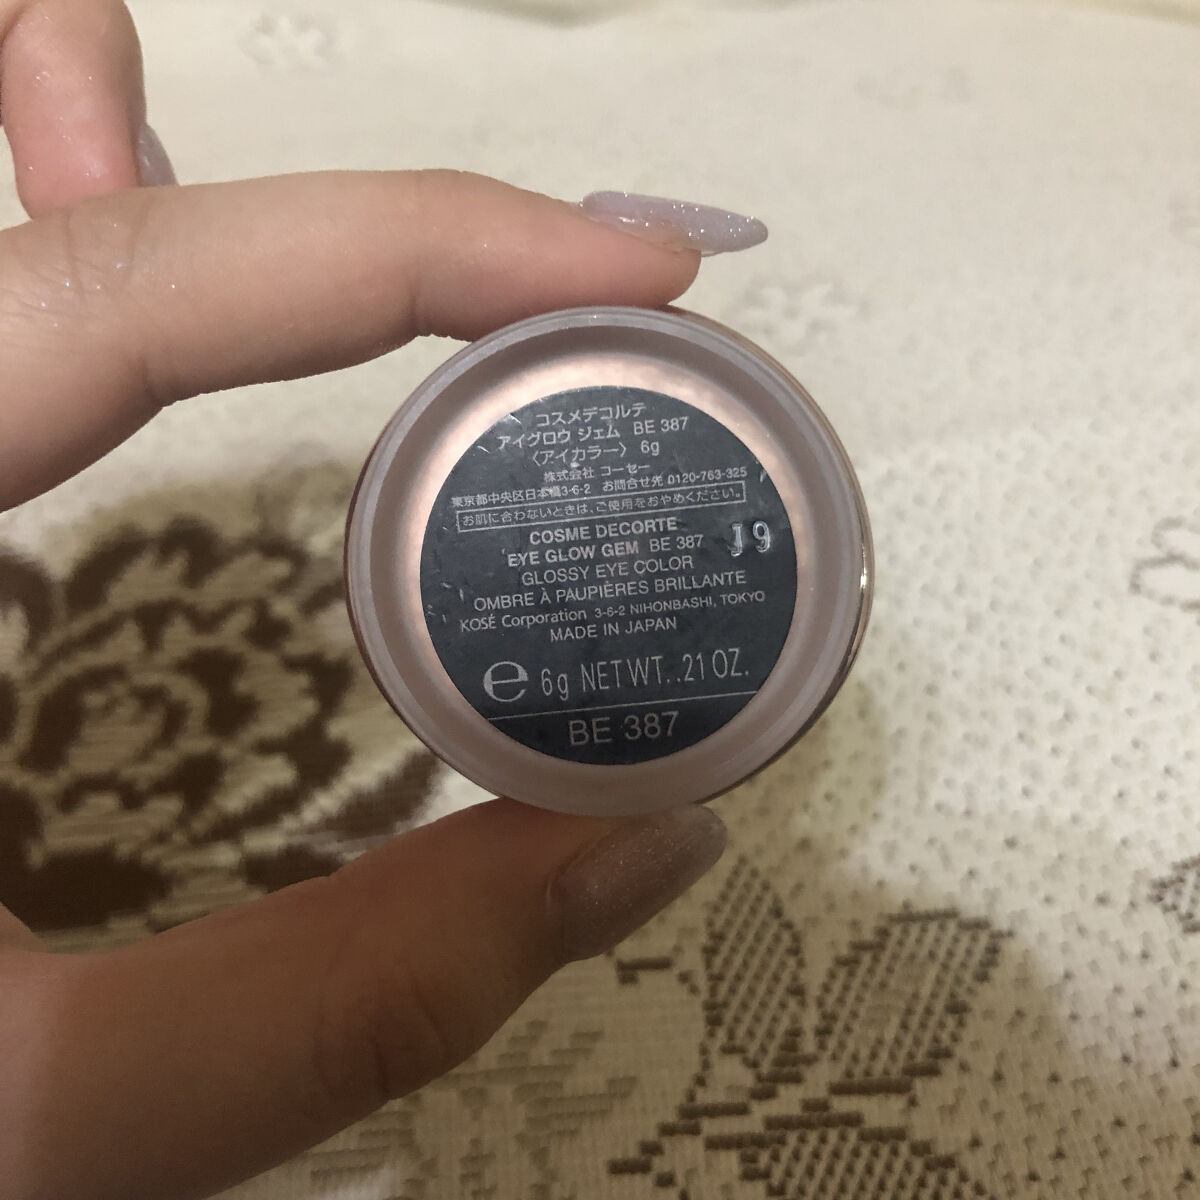 コスメデコルテ
アイグロウ ジェム BE 387
〈アイカラー〉 6g
株式会社 コーセー
東京都中央区日本橋3-6-2 お問合せ先 0120-763-325
お肌に合わないときは、ご使用をおやめください。
COSME DECORTE
EYE GLOW GEM BE 387
J9
GLOSSY EYE COLOR
OMBRE À PAUPIÈRES BRILLANTE
KOSÉ Corporation 3-6-2 NIHONBASHI, TOKYO
MADE IN JAPAN
℮ 6g NET WT. .21 OZ.
BE 387